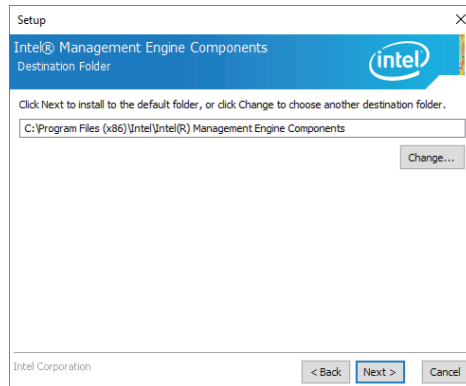 Setup
Intel® Management Engine Components
Destination Folder
intel
Click Next to install to the default folder, or click Change to choose another destination folder.
C:\Program Files (x86)\Intel\Intel(R) Management Engine Components
Change...
Intel Corporation
< Back
Next >
Cancel